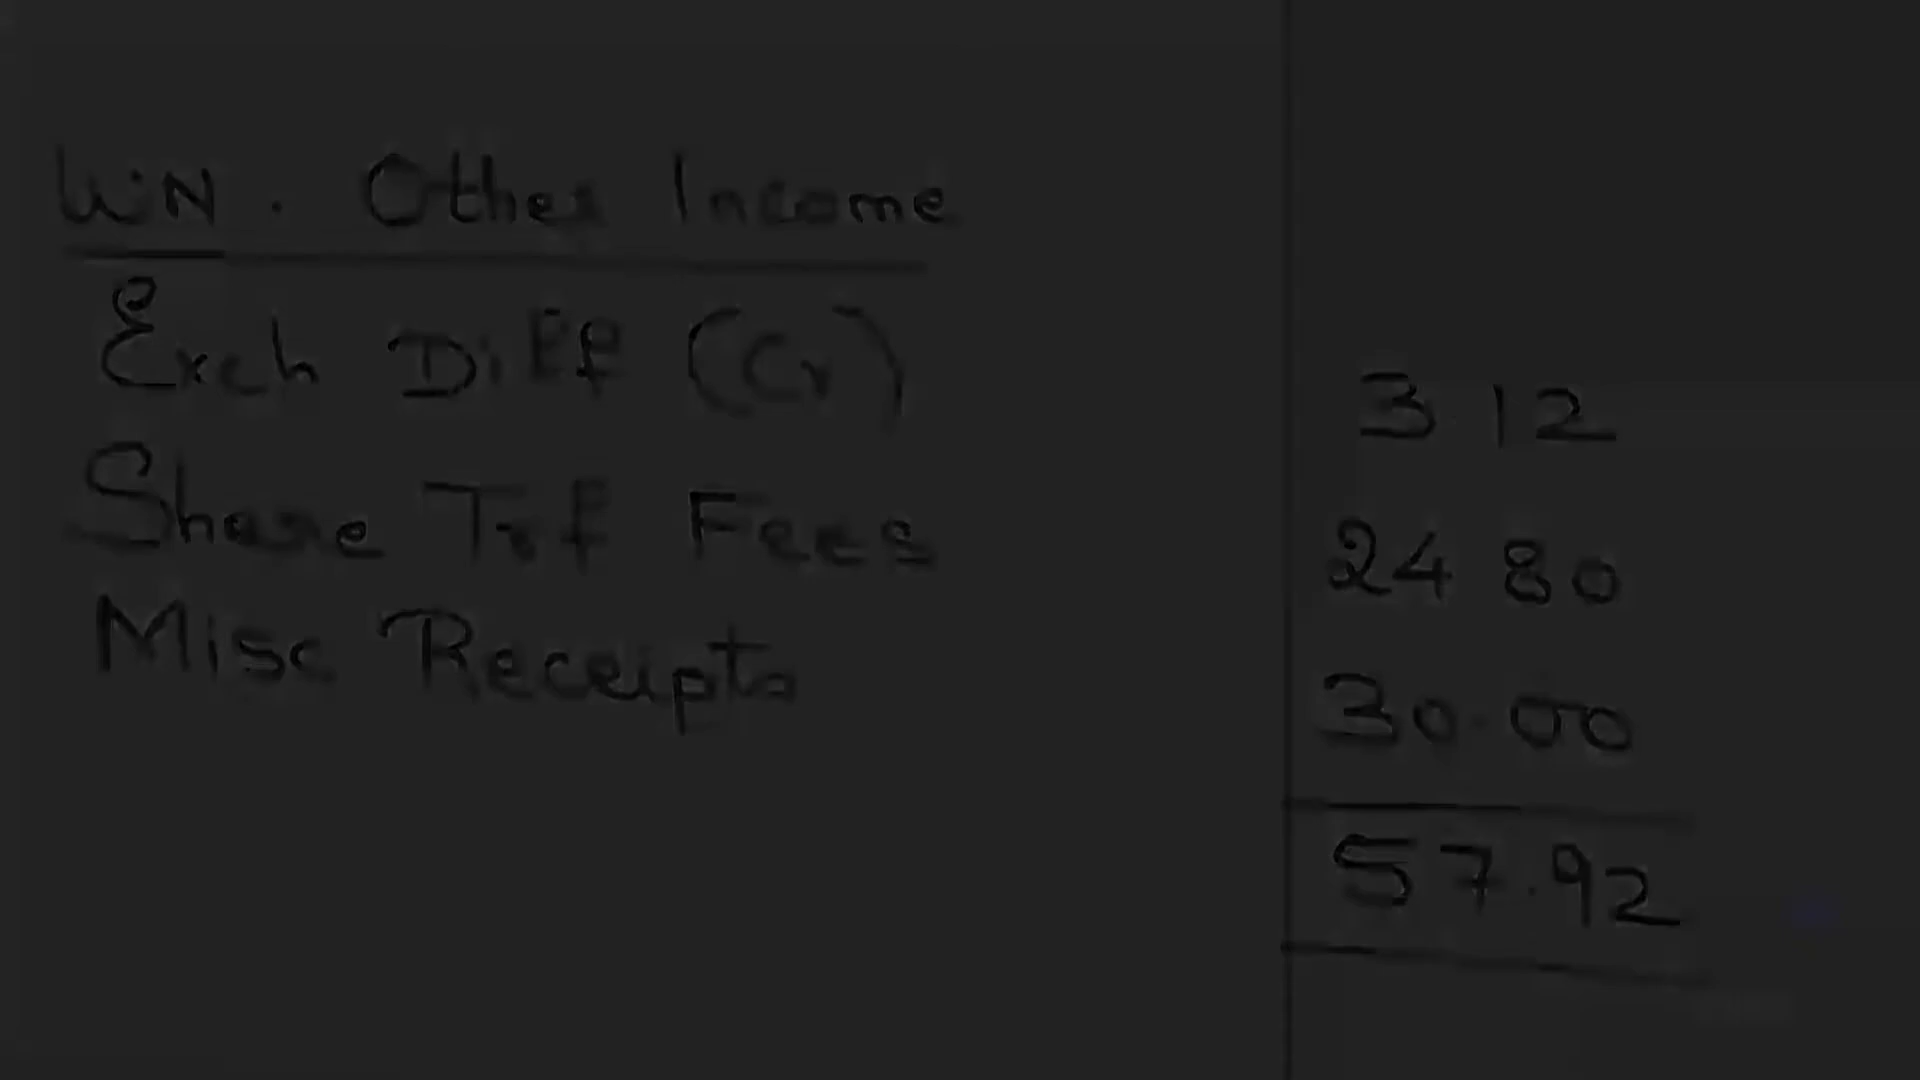 WN. Other Income
Exch Diff (Cr) 3 12
Share Trf Fees 24 80
Misc Receipts 30.00
57.92